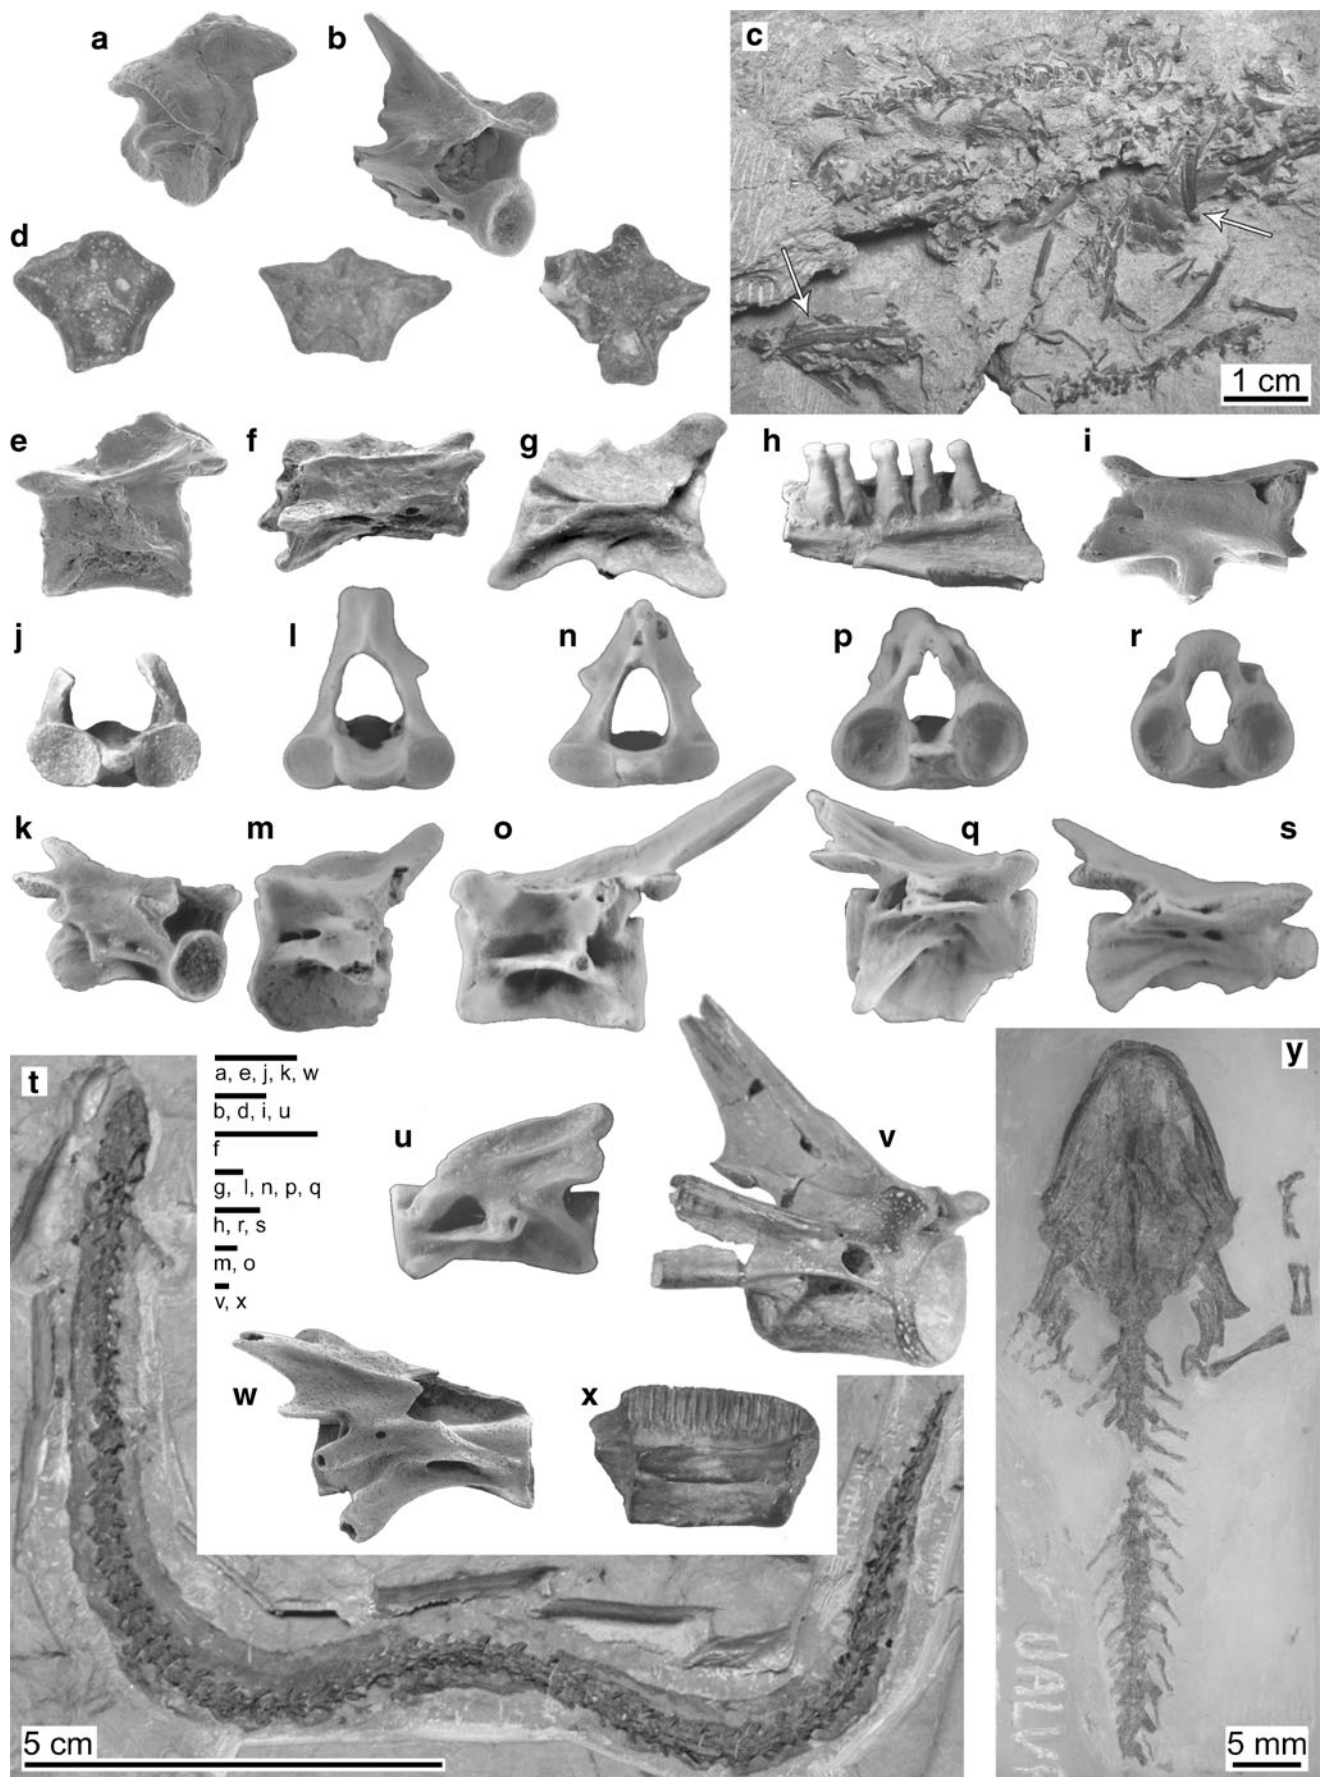 a
b
c
1 cm
d
e
f
g
h
i
j
l
n
p
r
k
m
o
q
s
t
a, e, j, k, w
b, d, i, u
f
g, l, n, p, q
h, r, s
m, o
v, x
u
v
w
x
y
5 cm
5 mm